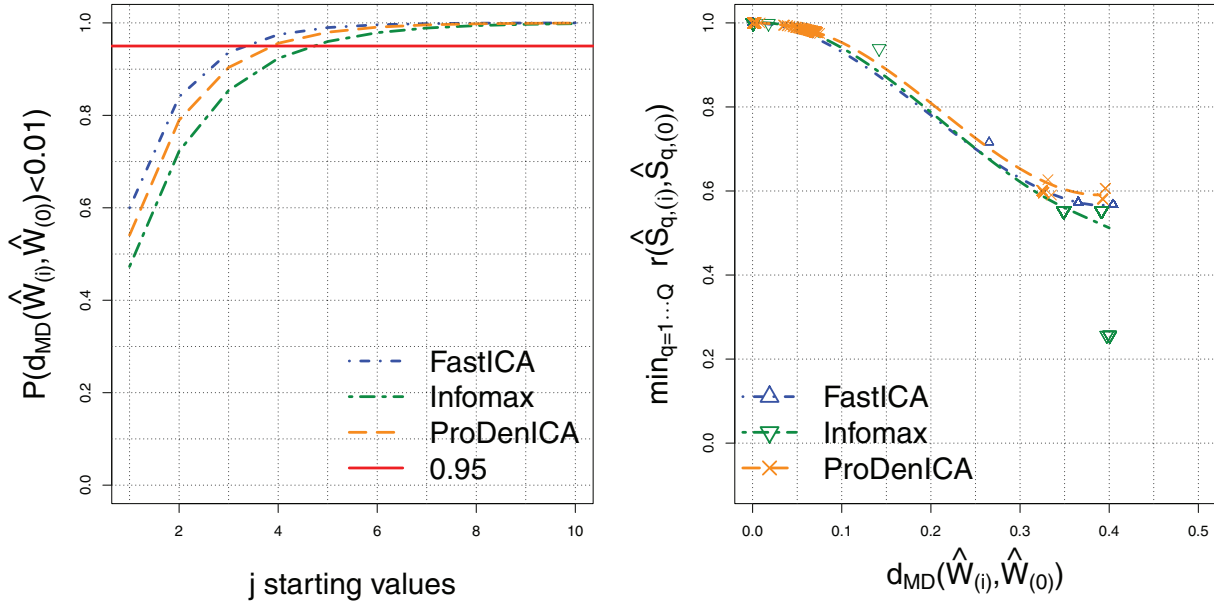 P(d_MD(Ŵ_(i),Ŵ_(0))<0.01)
1.0
0.8
0.6
0.4
0.2
0.0
FastICA
Infomax
ProDenICA
0.95
2 4 6 8 10
j starting values
min_q=1···Q r(Ŝ_q,(i),Ŝ_q,(0))
1.0
0.8
0.6
0.4
0.2
0.0
FastICA
Infomax
ProDenICA
0.0 0.1 0.2 0.3 0.4 0.5
d_MD(Ŵ_(i),Ŵ_(0))